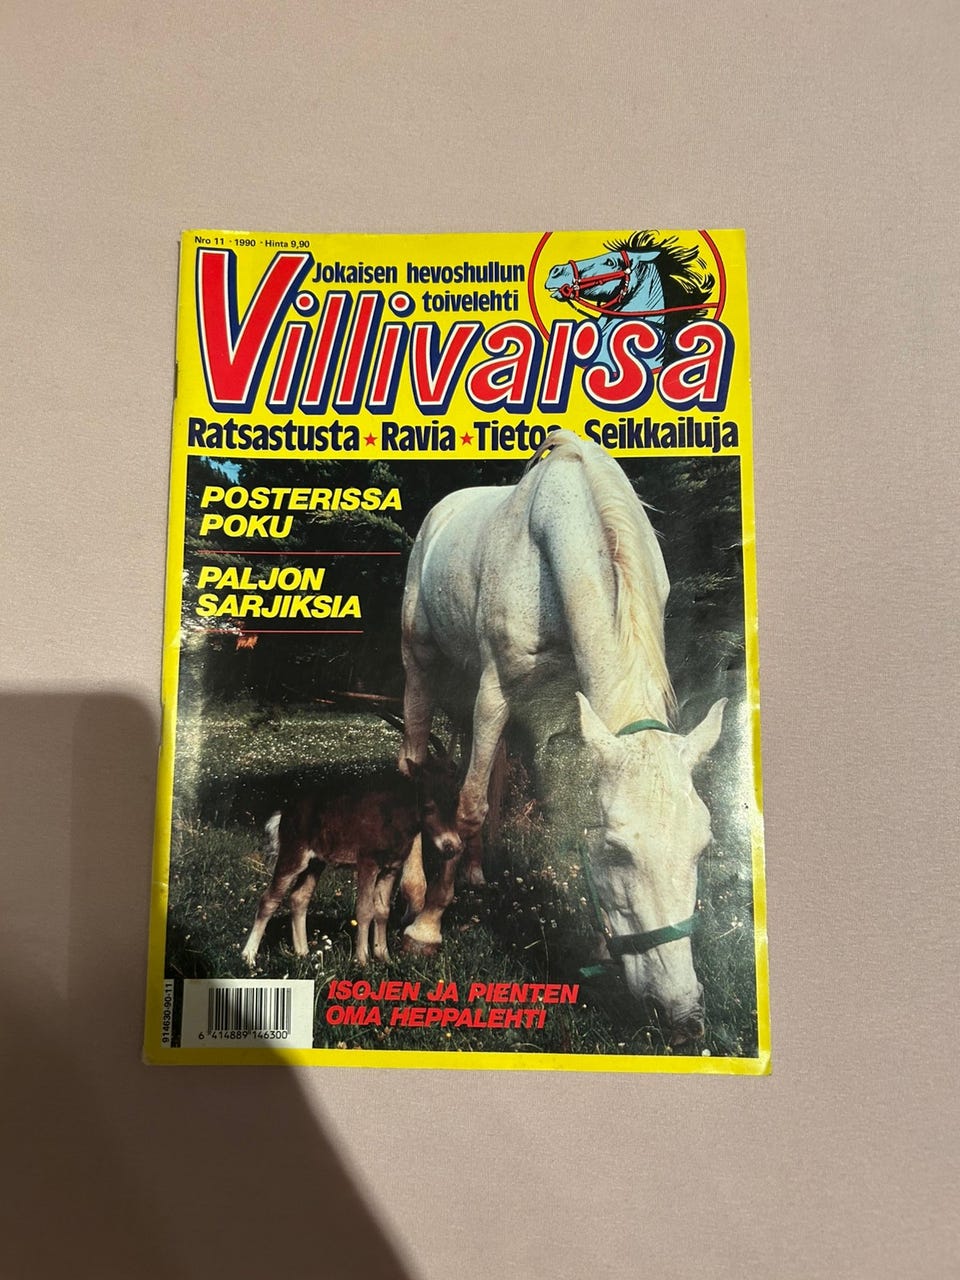 Nro 11 · 1990 · Hinta 9,90
Jokaisen hevoshullun
toivelehti
Villivarsa
Ratsastusta ★ Ravia ★ Tietoa ★ Seikkailuja
POSTERISSA
POKU
PALJON
SARJIKSIA
ISOJEN JA PIENTEN
OMA HEPPALEHTI
914630-90-11
6 414889 146300